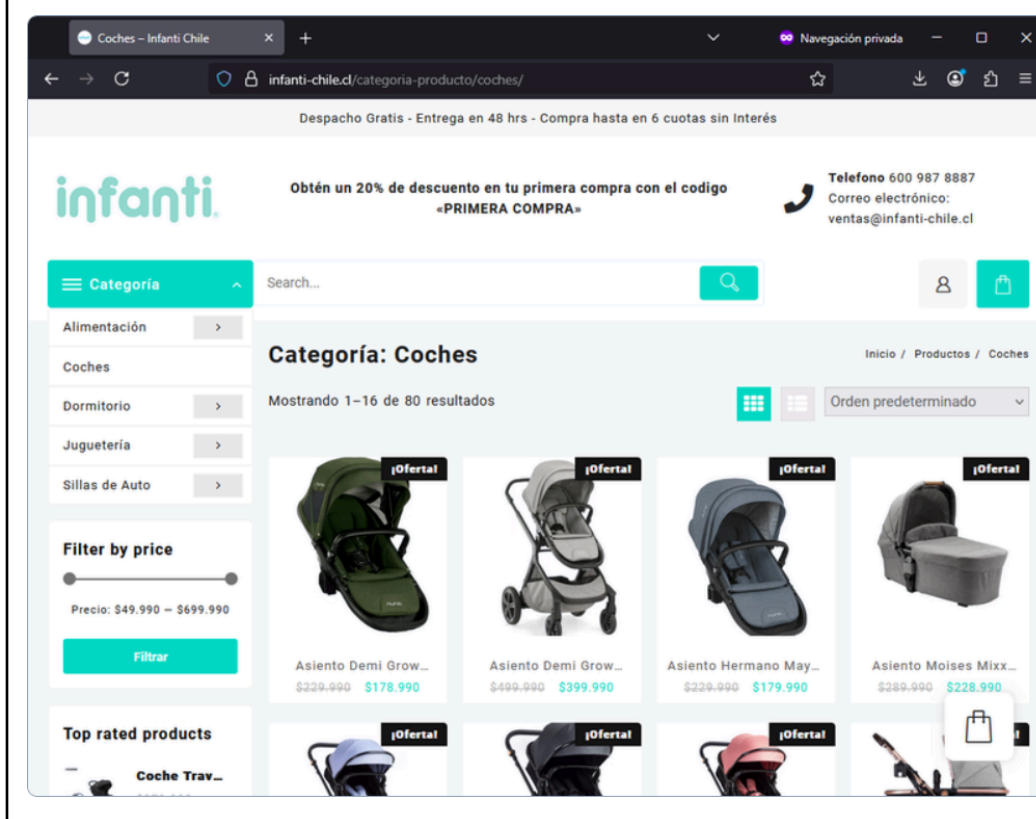 Coches – Infanti Chile
Navegación privada
infanti-chile.cl/categoria-producto/coches/
Despacho Gratis - Entrega en 48 hrs - Compra hasta en 6 cuotas sin Interés
infanti.
Obtén un 20% de descuento en tu primera compra con el codigo
«PRIMERA COMPRA»
Telefono 600 987 8887
Correo electrónico:
ventas@infanti-chile.cl
Categoría
Search...
Alimentación
Coches
Dormitorio
Juguetería
Sillas de Auto
Categoría: Coches
Inicio / Productos / Coches
Mostrando 1–16 de 80 resultados
Orden predeterminado
Filter by price
Precio: $49.990 — $699.990
Filtrar
Top rated products
Coche Trav...
¡Oferta!
¡Oferta!
¡Oferta!
¡Oferta!
nuna
Asiento Demi Grow...
$229.990 $178.990
Asiento Demi Grow...
$499.990 $399.990
Asiento Hermano May...
$229.990 $179.990
Asiento Moises Mixx...
$289.990 $228.990
¡Oferta!
¡Oferta!
¡Oferta!